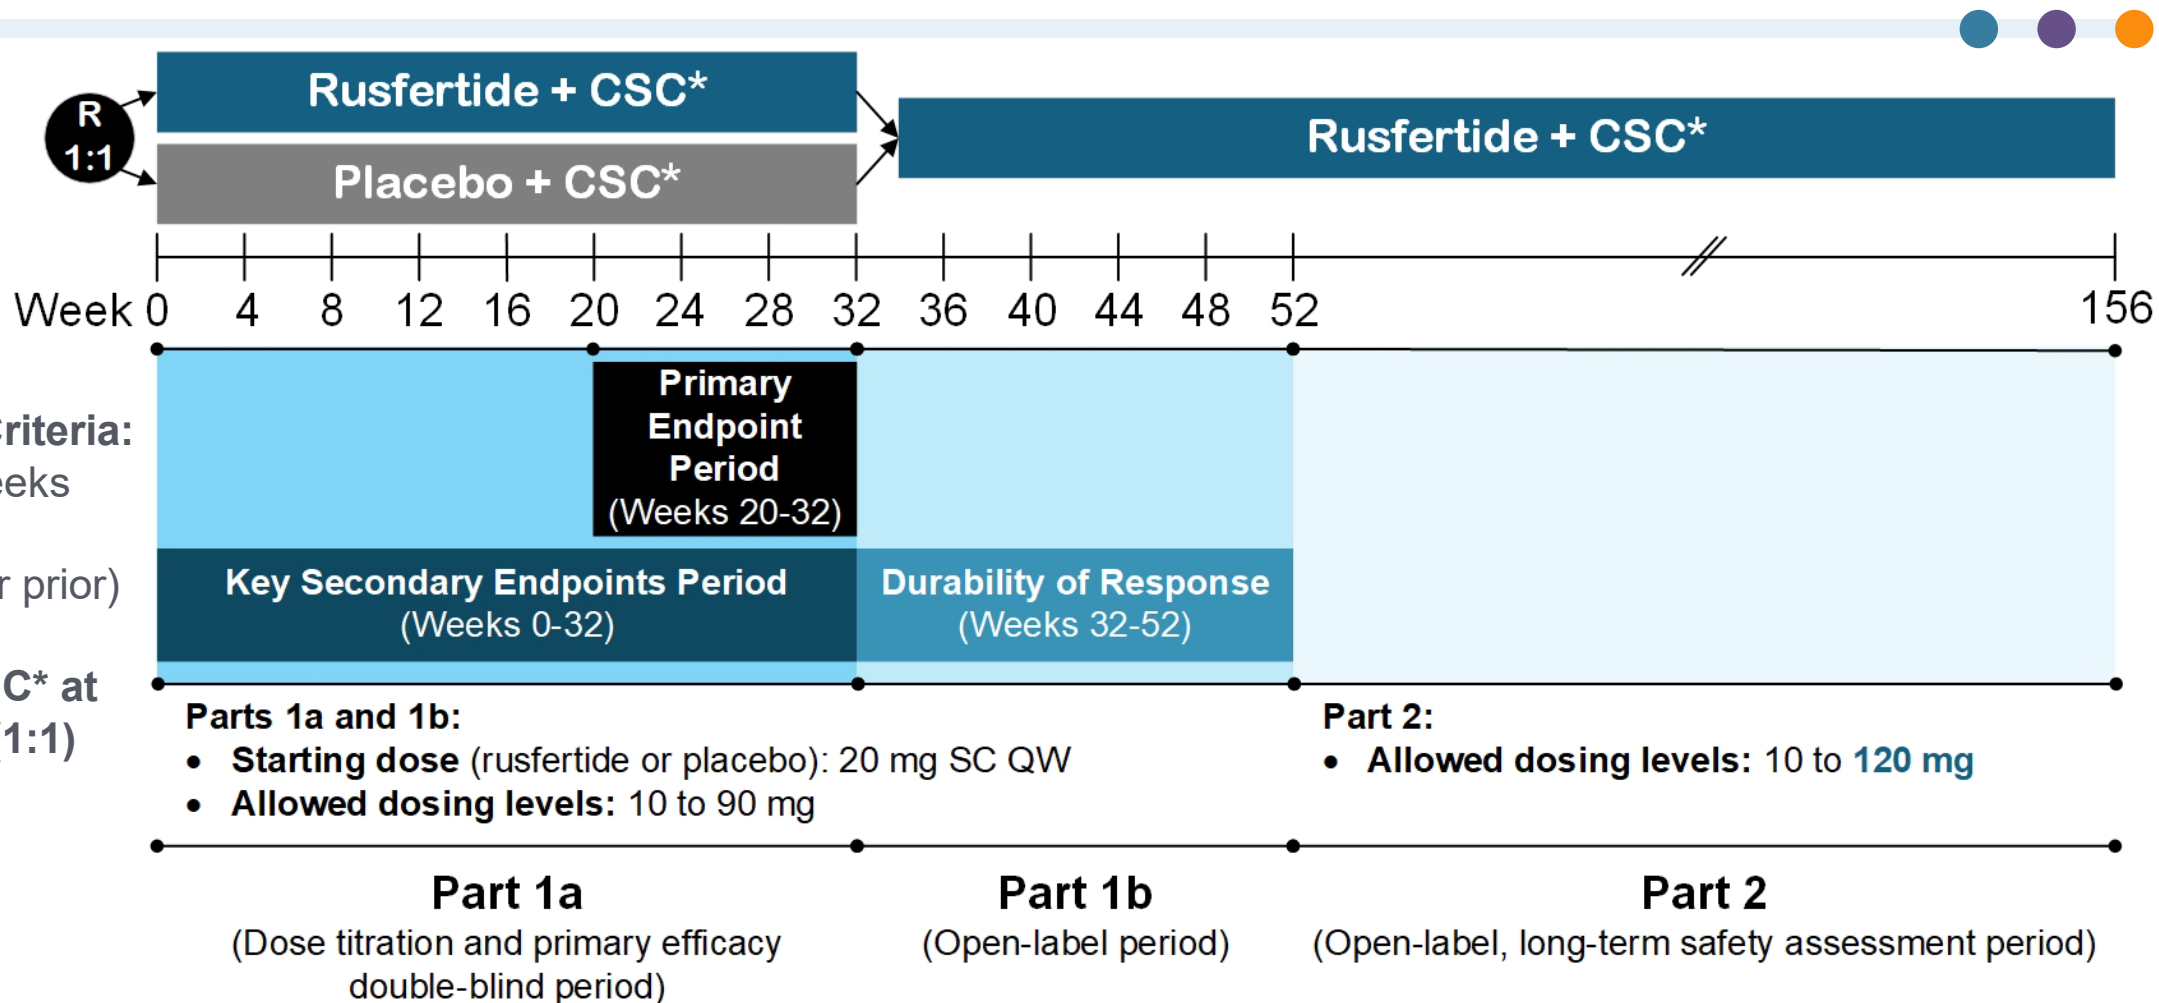 R
1:1
Rusfertide + CSC*
Placebo + CSC*
Rusfertide + CSC*
Week 0 4 8 12 16 20 24 28 32 36 40 44 48 52 156
Primary
Endpoint
Period
(Weeks 20-32)
Key Secondary Endpoints Period
(Weeks 0-32)
Durability of Response
(Weeks 32-52)
Criteria:
eeks
r prior)
C* at
(1:1)
Parts 1a and 1b:
• Starting dose (rusfertide or placebo): 20 mg SC QW
• Allowed dosing levels: 10 to 90 mg
Part 2:
• Allowed dosing levels: 10 to 120 mg
Part 1a
(Dose titration and primary efficacy
double-blind period)
Part 1b
(Open-label period)
Part 2
(Open-label, long-term safety assessment period)